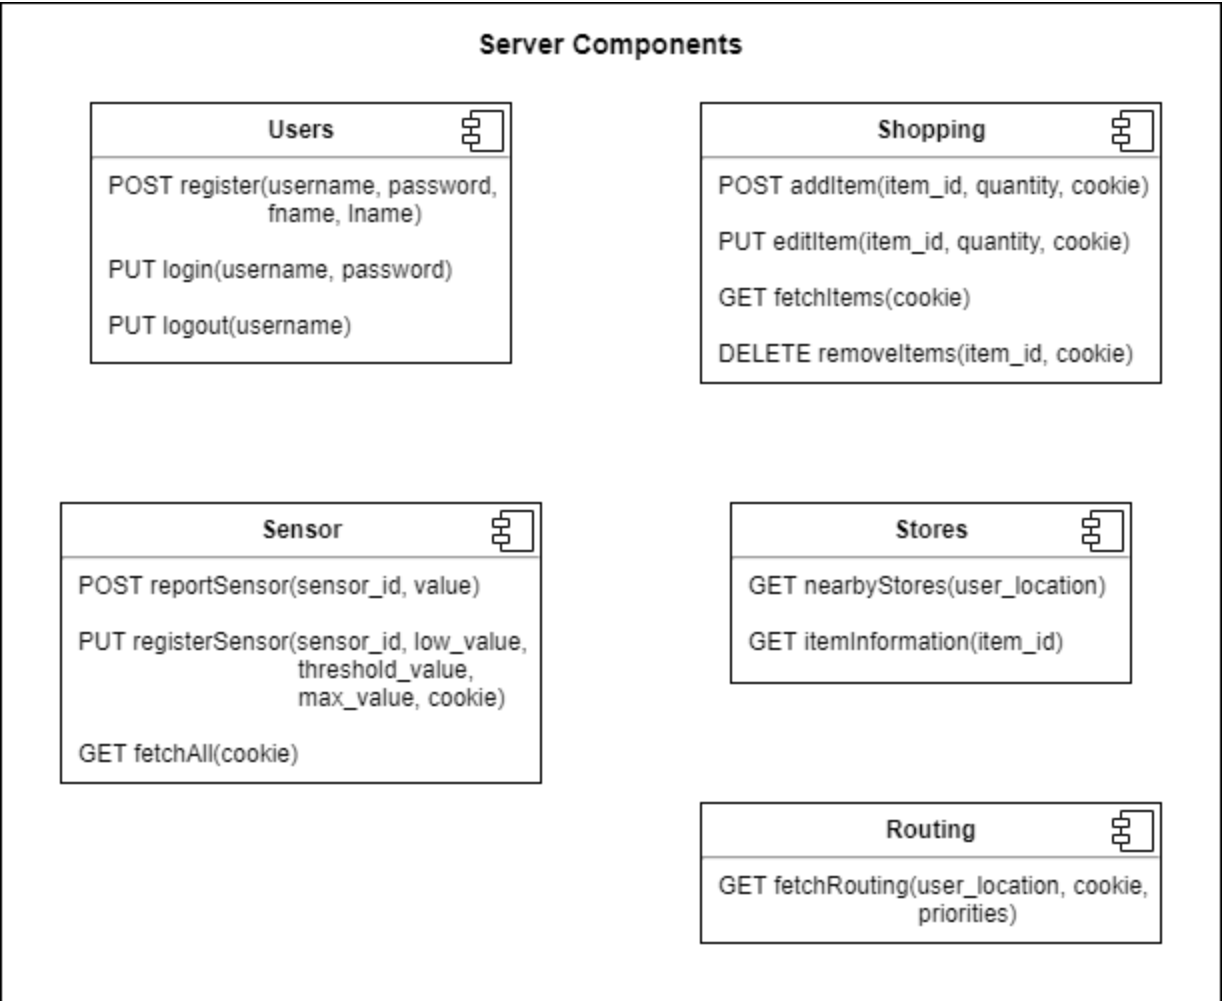 Server Components
Users
POST register(username, password,
fname, lname)
PUT login(username, password)
PUT logout(username)
Shopping
POST addItem(item_id, quantity, cookie)
PUT editItem(item_id, quantity, cookie)
GET fetchItems(cookie)
DELETE removeItems(item_id, cookie)
Sensor
POST reportSensor(sensor_id, value)
PUT registerSensor(sensor_id, low_value,
threshold_value,
max_value, cookie)
GET fetchAll(cookie)
Stores
GET nearbyStores(user_location)
GET itemInformation(item_id)
Routing
GET fetchRouting(user_location, cookie,
priorities)